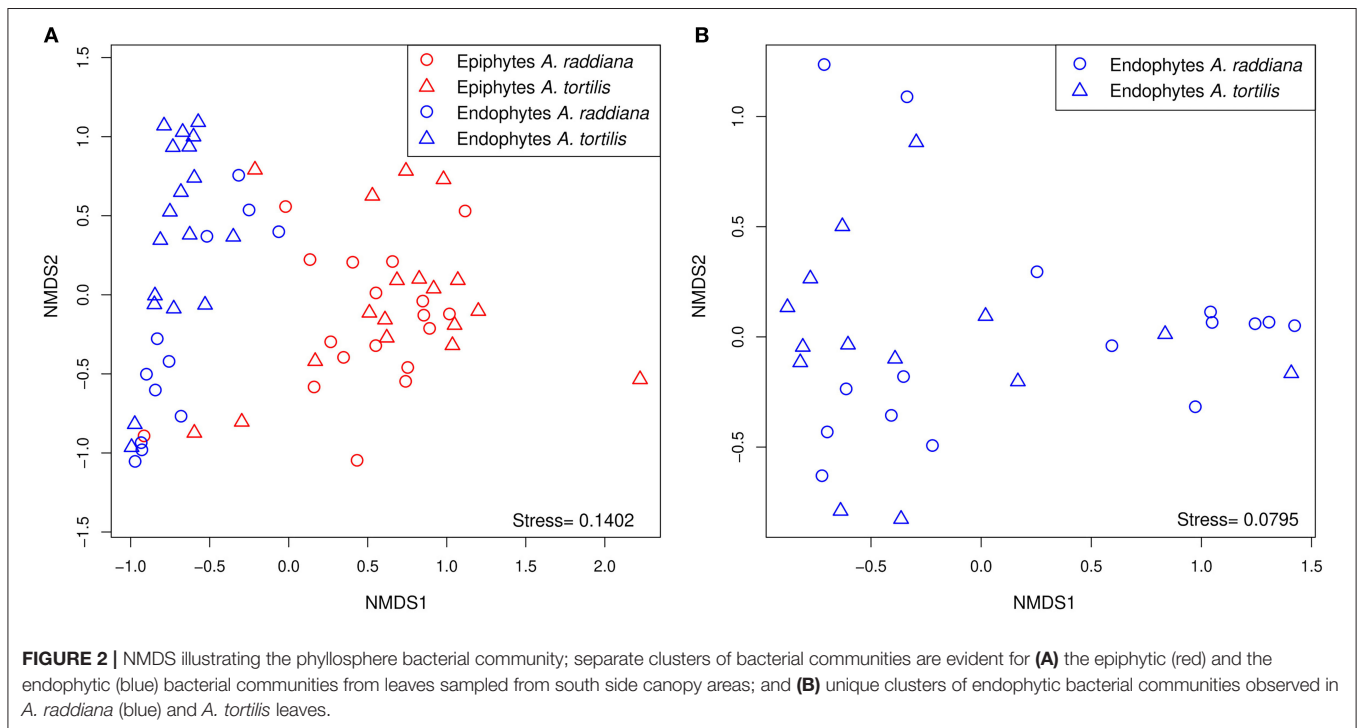 A
B
Epiphytes A. raddiana
Epiphytes A. tortilis
Endophytes A. raddiana
Endophytes A. tortilis
1.5
1.0
0.5
0.0
−0.5
−1.0
−1.5
NMDS2
Stress= 0.1402
−1.0 −0.5 0.0 0.5 1.0 1.5 2.0
NMDS1
Endophytes A. raddiana
Endophytes A. tortilis
1.0
0.5
0.0
−0.5
NMDS2
Stress= 0.0795
−0.5 0.0 0.5 1.0 1.5
NMDS1
FIGURE 2 | NMDS illustrating the phyllosphere bacterial community; separate clusters of bacterial communities are evident for (A) the epiphytic (red) and the
endophytic (blue) bacterial communities from leaves sampled from south side canopy areas; and (B) unique clusters of endophytic bacterial communities observed in
A. raddiana (blue) and A. tortilis leaves.